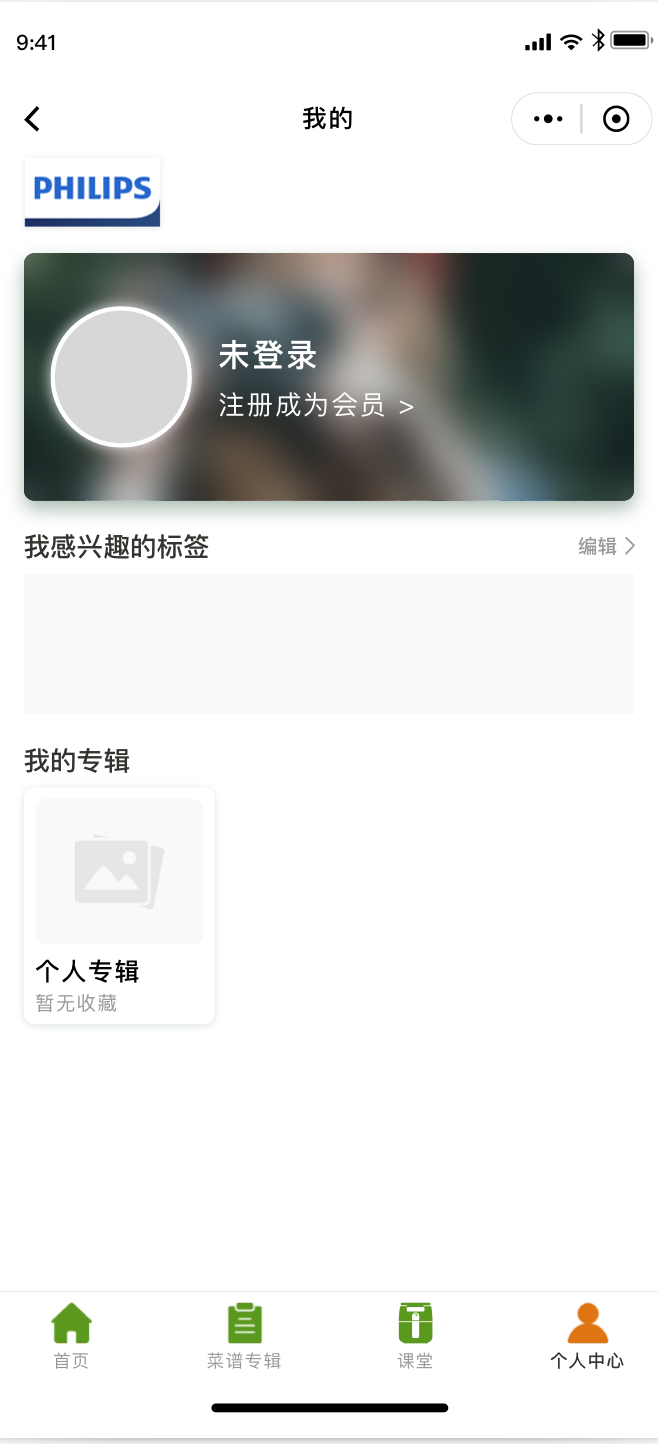 9:41
我的
PHILIPS
未登录
注册成为会员 >
我感兴趣的标签
编辑
我的专辑
个人专辑
暂无收藏
首页
菜谱专辑
课堂
个人中心